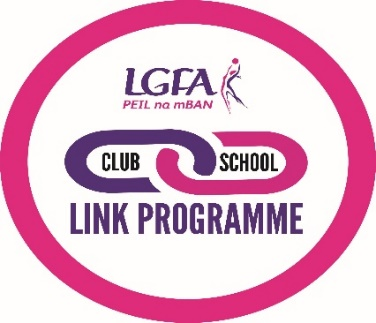 LGFA
PEIL na mBAN
CLUB SCHOOL
LINK PROGRAMME